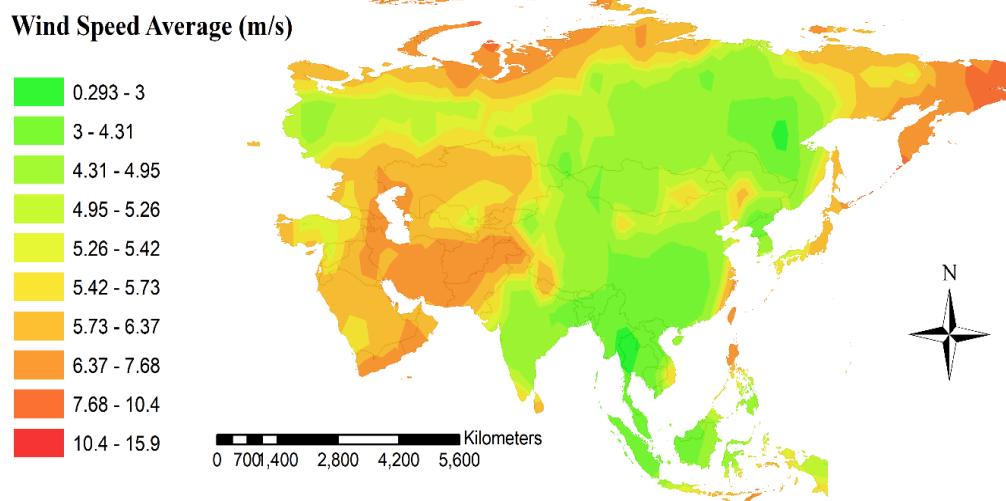 Wind Speed Average (m/s)
0.293 - 3
3 - 4.31
4.31 - 4.95
4.95 - 5.26
5.26 - 5.42
5.42 - 5.73
5.73 - 6.37
6.37 - 7.68
7.68 - 10.4
10.4 - 15.9
N
Kilometers
0 7001,400 2,800 4,200 5,600